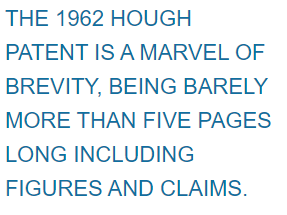 THE 1962 HOUGH
PATENT IS A MARVEL OF
BREVITY, BEING BARELY
MORE THAN FIVE PAGES
LONG INCLUDING
FIGURES AND CLAIMS.